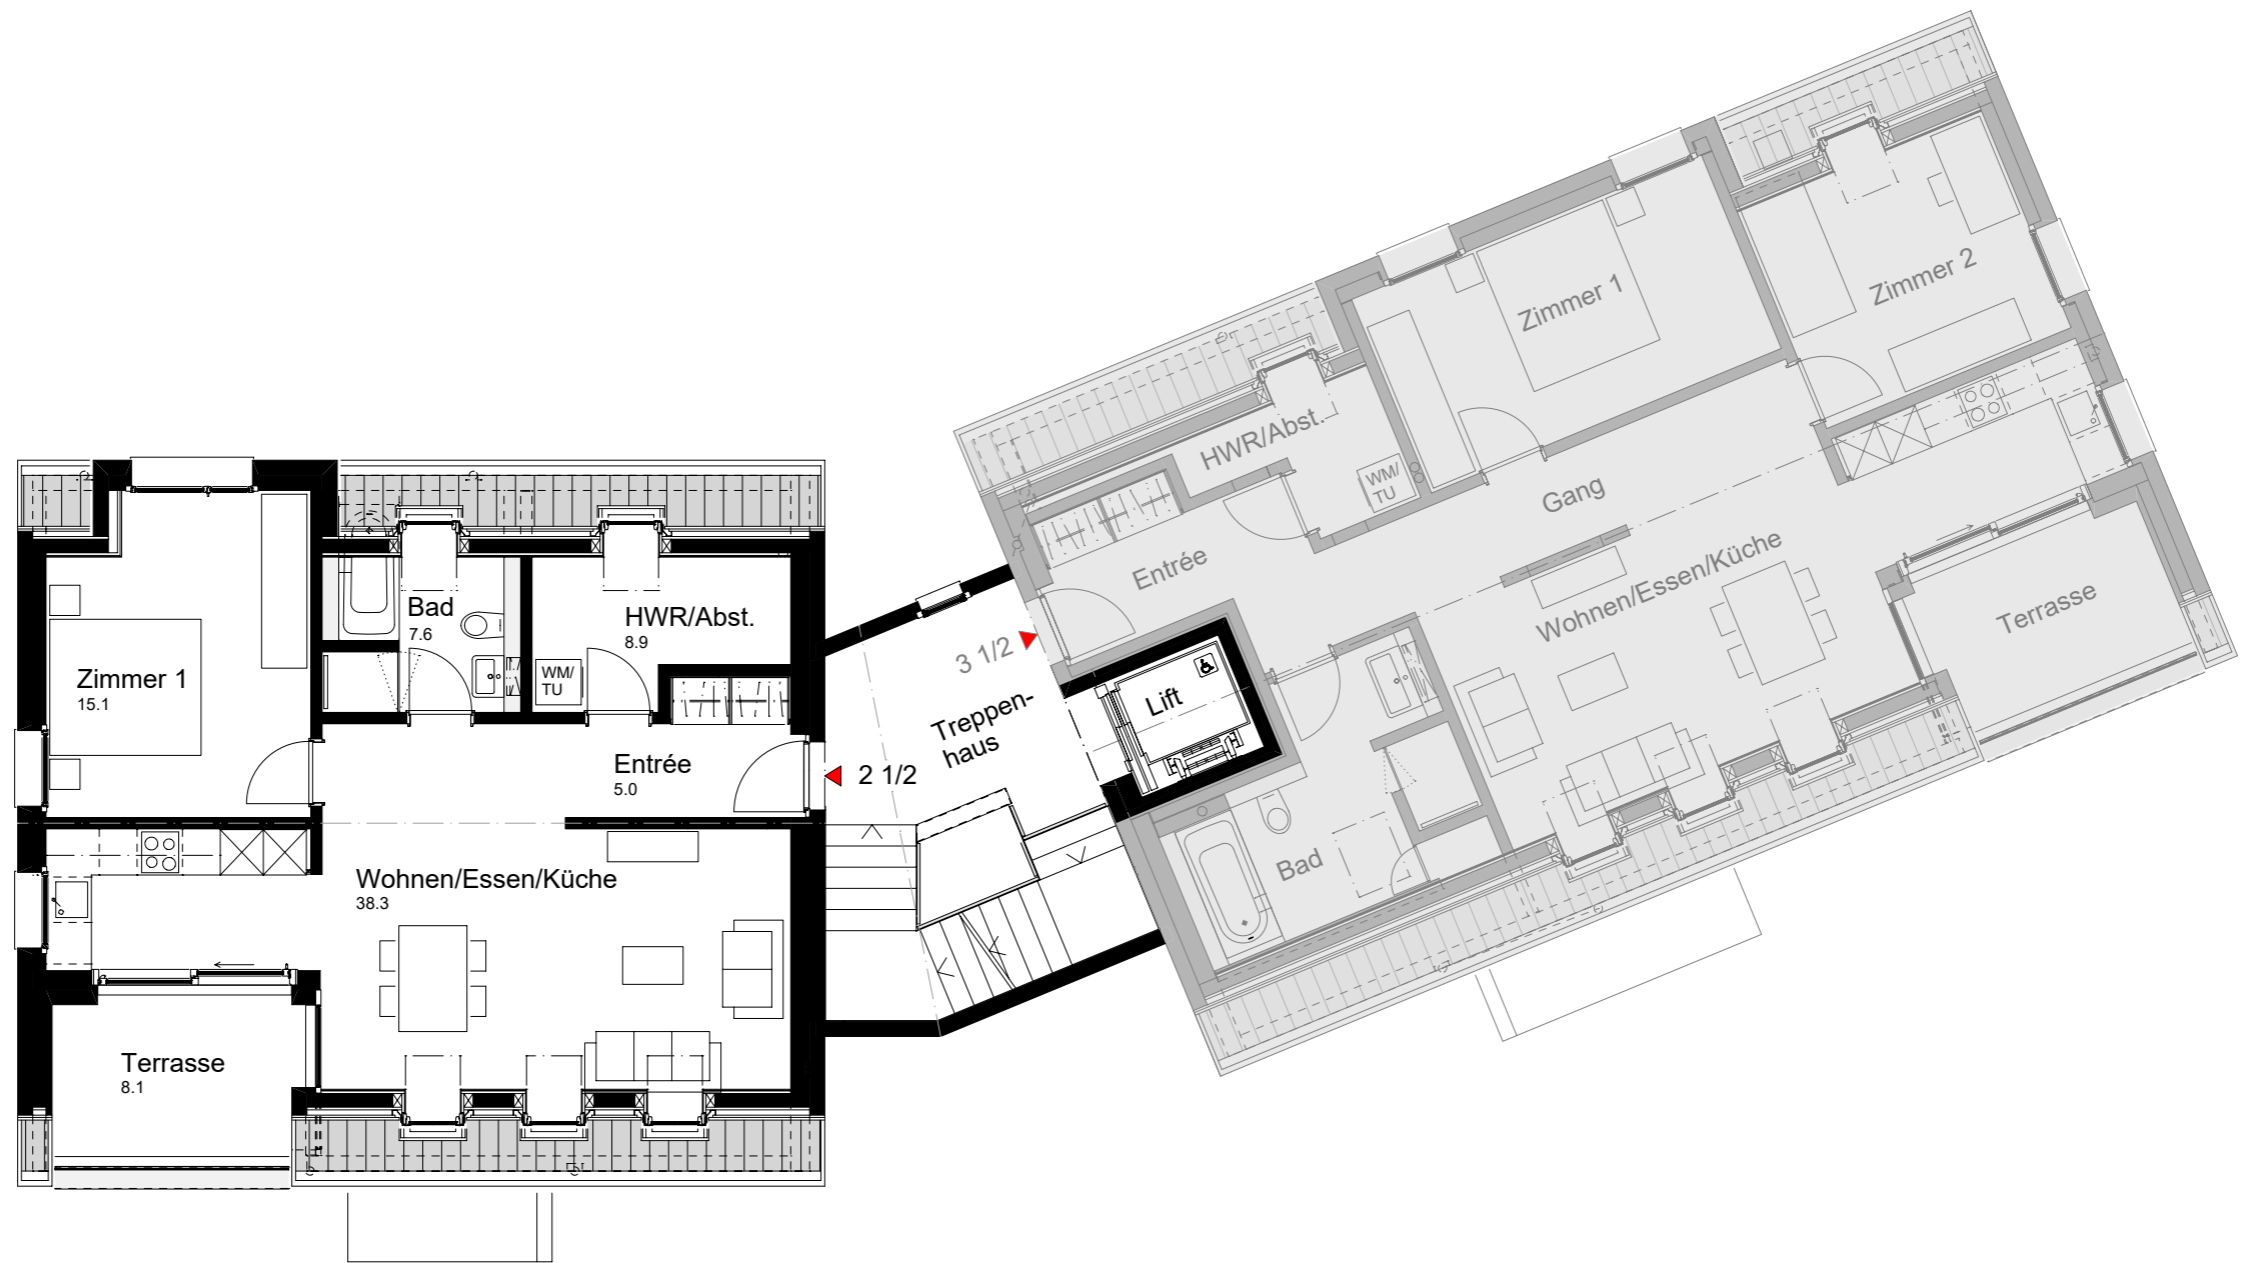 Zimmer 1
15.1
Bad
7.6
HWR/Abst.
8.9
WM/
TU
Entrée
5.0
2 1/2
Wohnen/Essen/Küche
38.3
Terrasse
8.1
Treppen-
haus
3 1/2
Lift
Entrée
HWR/Abst.
WM/
TU
Zimmer 1
Zimmer 2
Gang
Wohnen/Essen/Küche
Terrasse
Bad